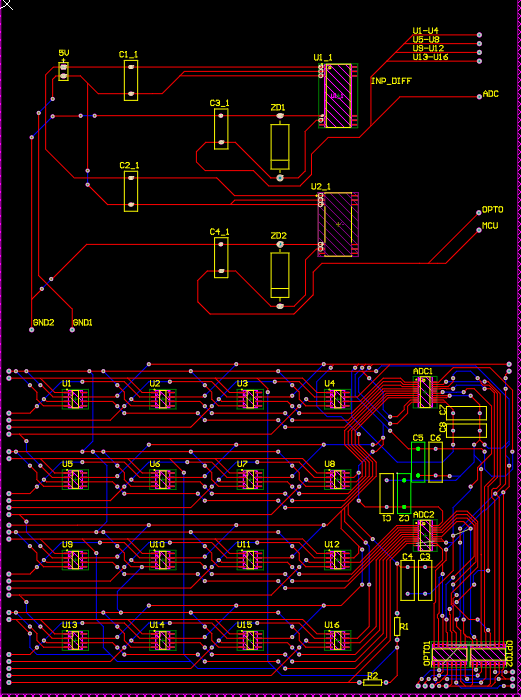 U1-U4
U5-U8
U9-U12
U13-U16
5V
C1_1
U1_1
INP_DIFF
ADC
C3_1
ZD1
C2_1
U2_1
OPTO
MCU
C4_1
ZD2
GND2
GND1
U1
U2
U3
U4
ADC1
C7
C8
C5
C6
U5
U6
U7
U8
C1
C2
ADC2
U9
U10
U11
U12
C4
C3
U13
U14
U15
U16
R1
OPTO1
OPTO2
R2